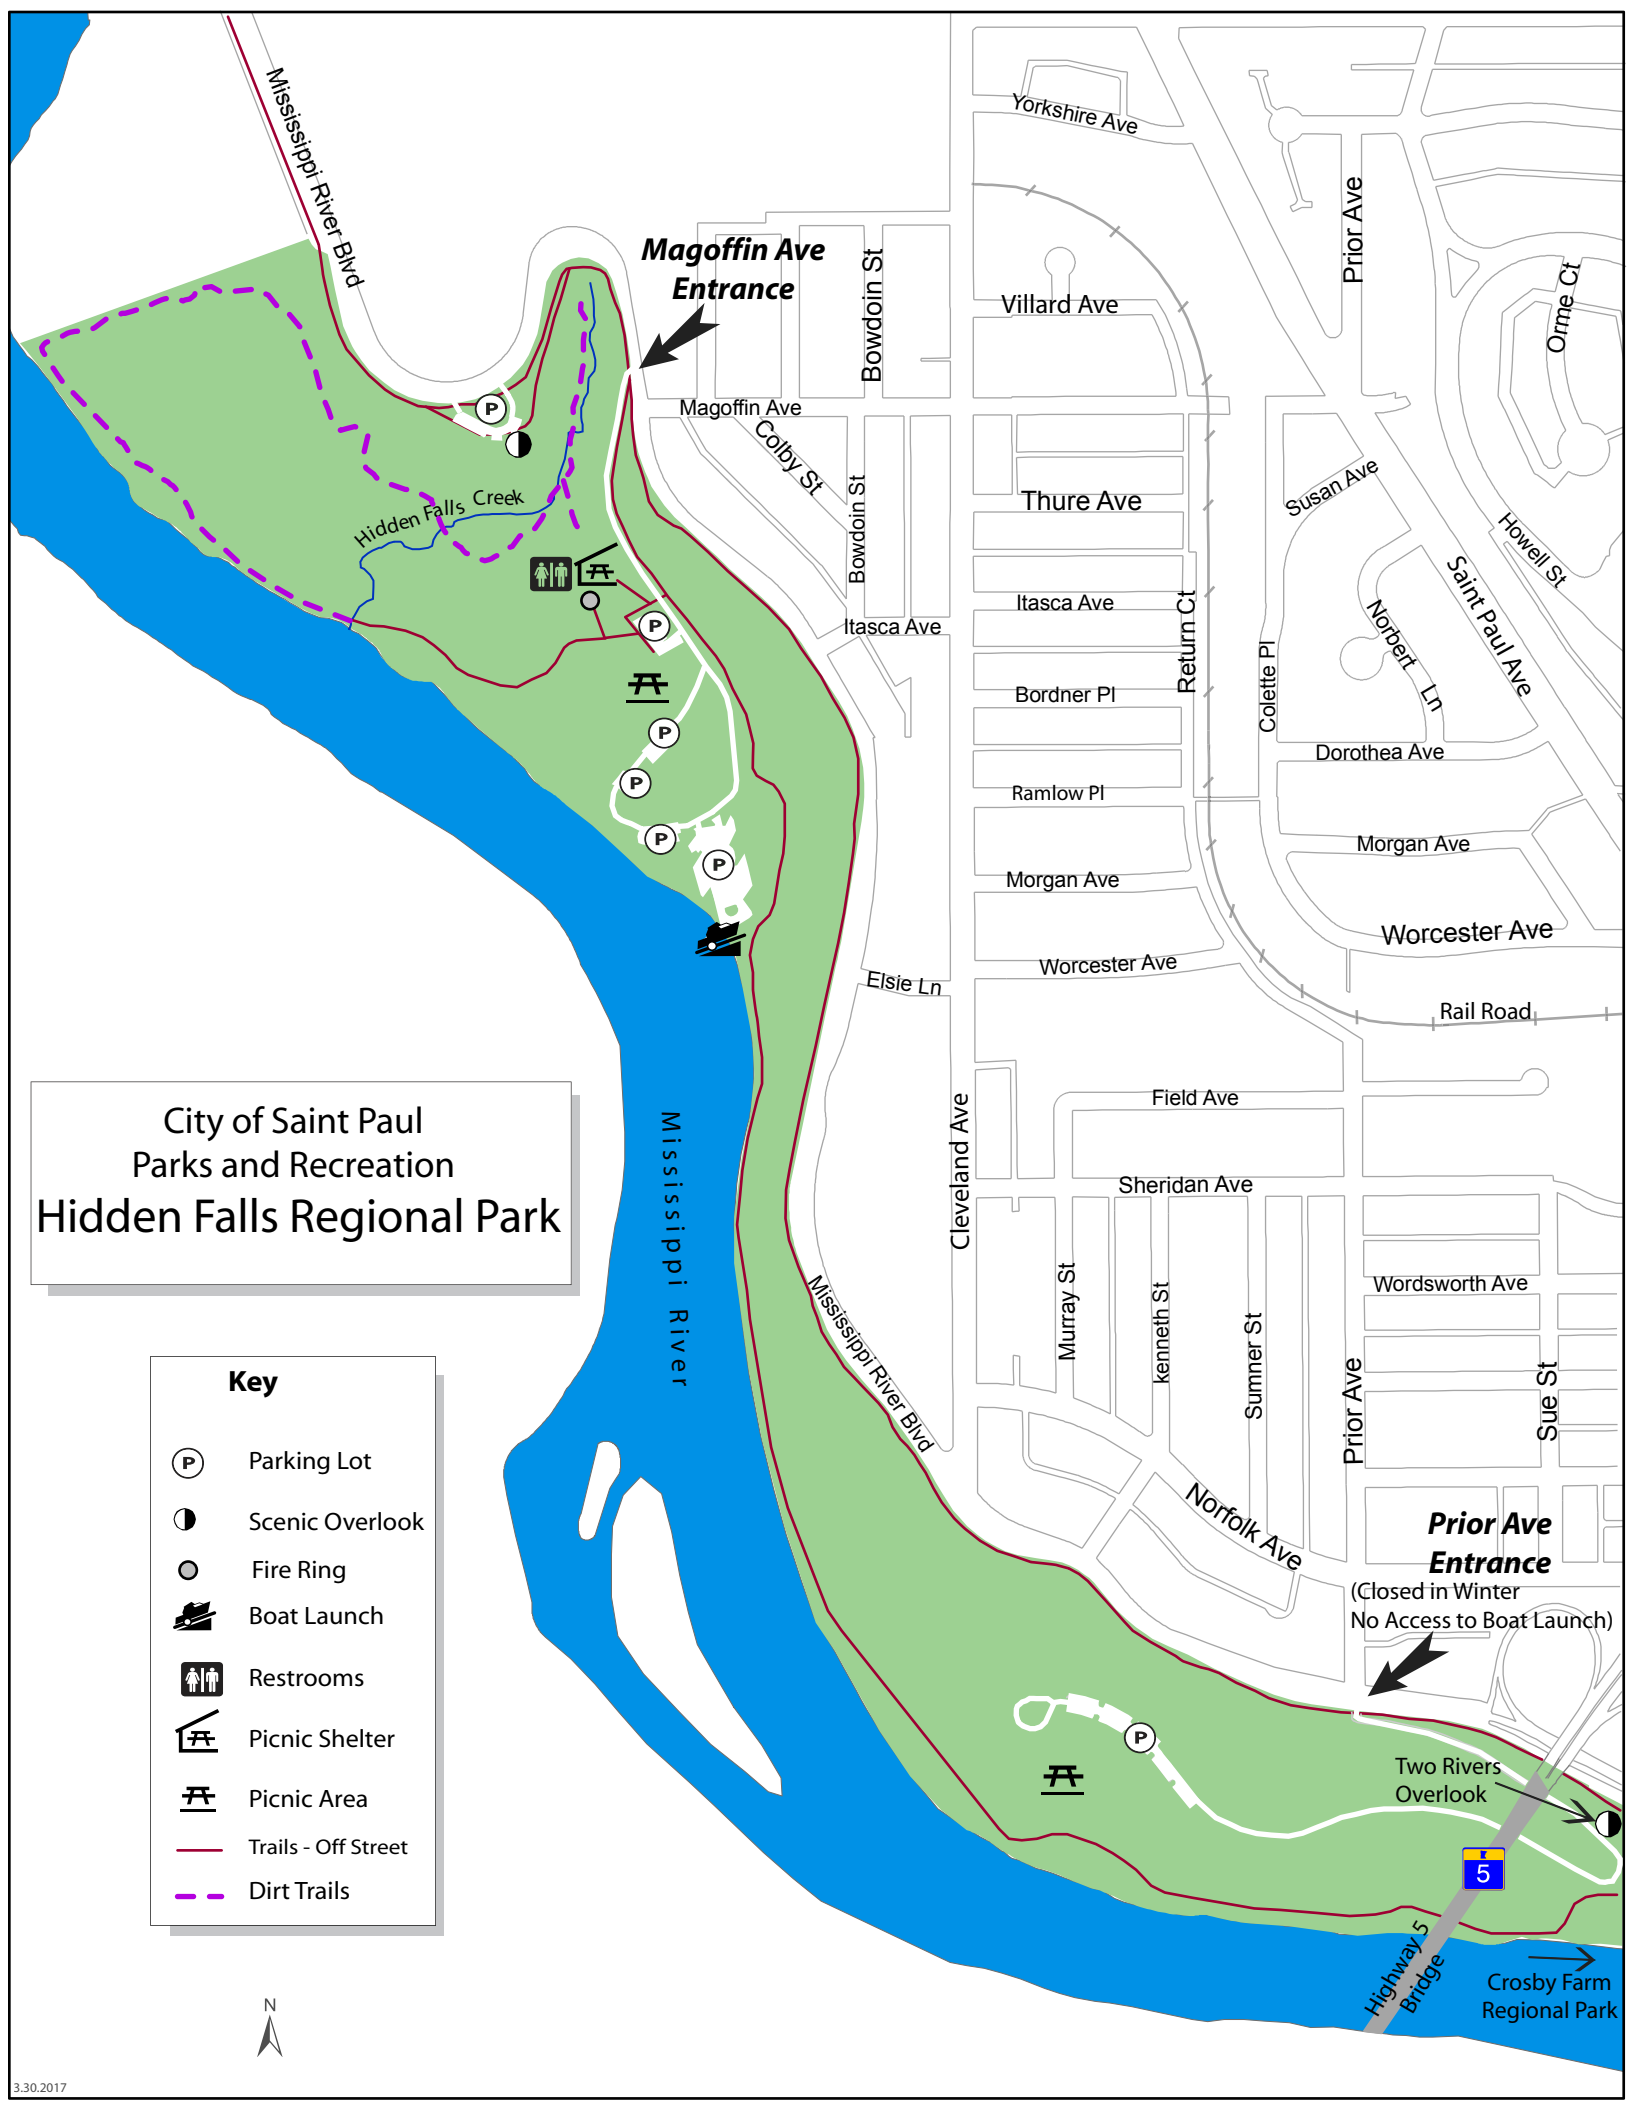 Mississippi River Blvd
Yorkshire Ave
Prior Ave
Magoffin Ave
Entrance
Bowdoin St
Villard Ave
Orme Ct
P
Magoffin Ave
Colby St
Bowdoin St
Thure Ave
Susan Ave
Howell St
Hidden Falls Creek
Saint Paul Ave
Itasca Ave
Itasca Ave
Return Ct
Norbert Ln
P
Colette Pl
Bordner Pl
P
Dorothea Ave
P
Ramlow Pl
P
Morgan Ave
P
Morgan Ave
Worcester Ave
Worcester Ave
Elsie Ln
Rail Road
City of Saint Paul
Parks and Recreation
Hidden Falls Regional Park
Mississippi River
Cleveland Ave
Field Ave
Sheridan Ave
Wordsworth Ave
Murray St
kenneth St
Sumner St
Prior Ave
Sue St
Mississippi River Blvd
Norfolk Ave
Prior Ave
Entrance
(Closed in Winter
No Access to Boat Launch)
P
Two Rivers
Overlook
5
Highway 5
Bridge
Crosby Farm
Regional Park
Key
P Parking Lot
Scenic Overlook
Fire Ring
Boat Launch
Restrooms
Picnic Shelter
Picnic Area
Trails - Off Street
Dirt Trails
N
3.30.2017